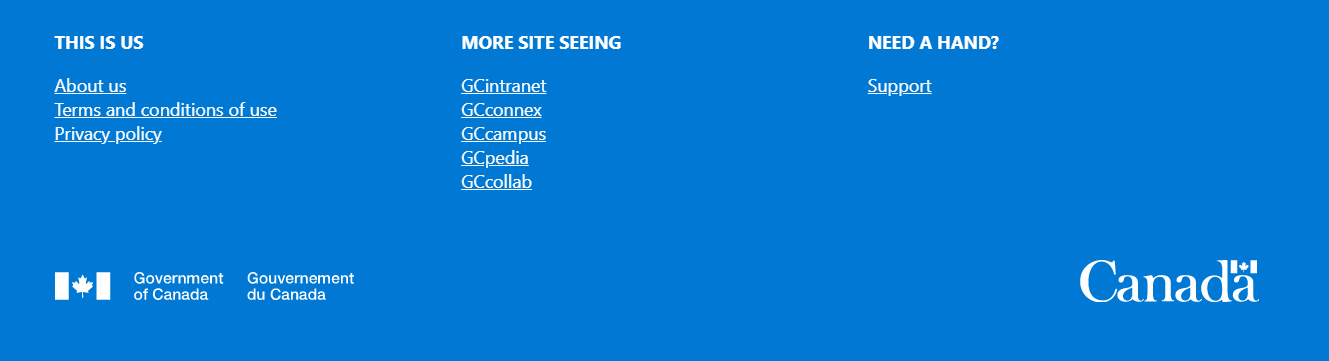 THIS IS US
About us
Terms and conditions of use
Privacy policy
MORE SITE SEEING
GCintranet
GCconnex
GCcampus
GCpedia
GCcollab
NEED A HAND?
Support
Government
of Canada
Gouvernement
du Canada
Canada